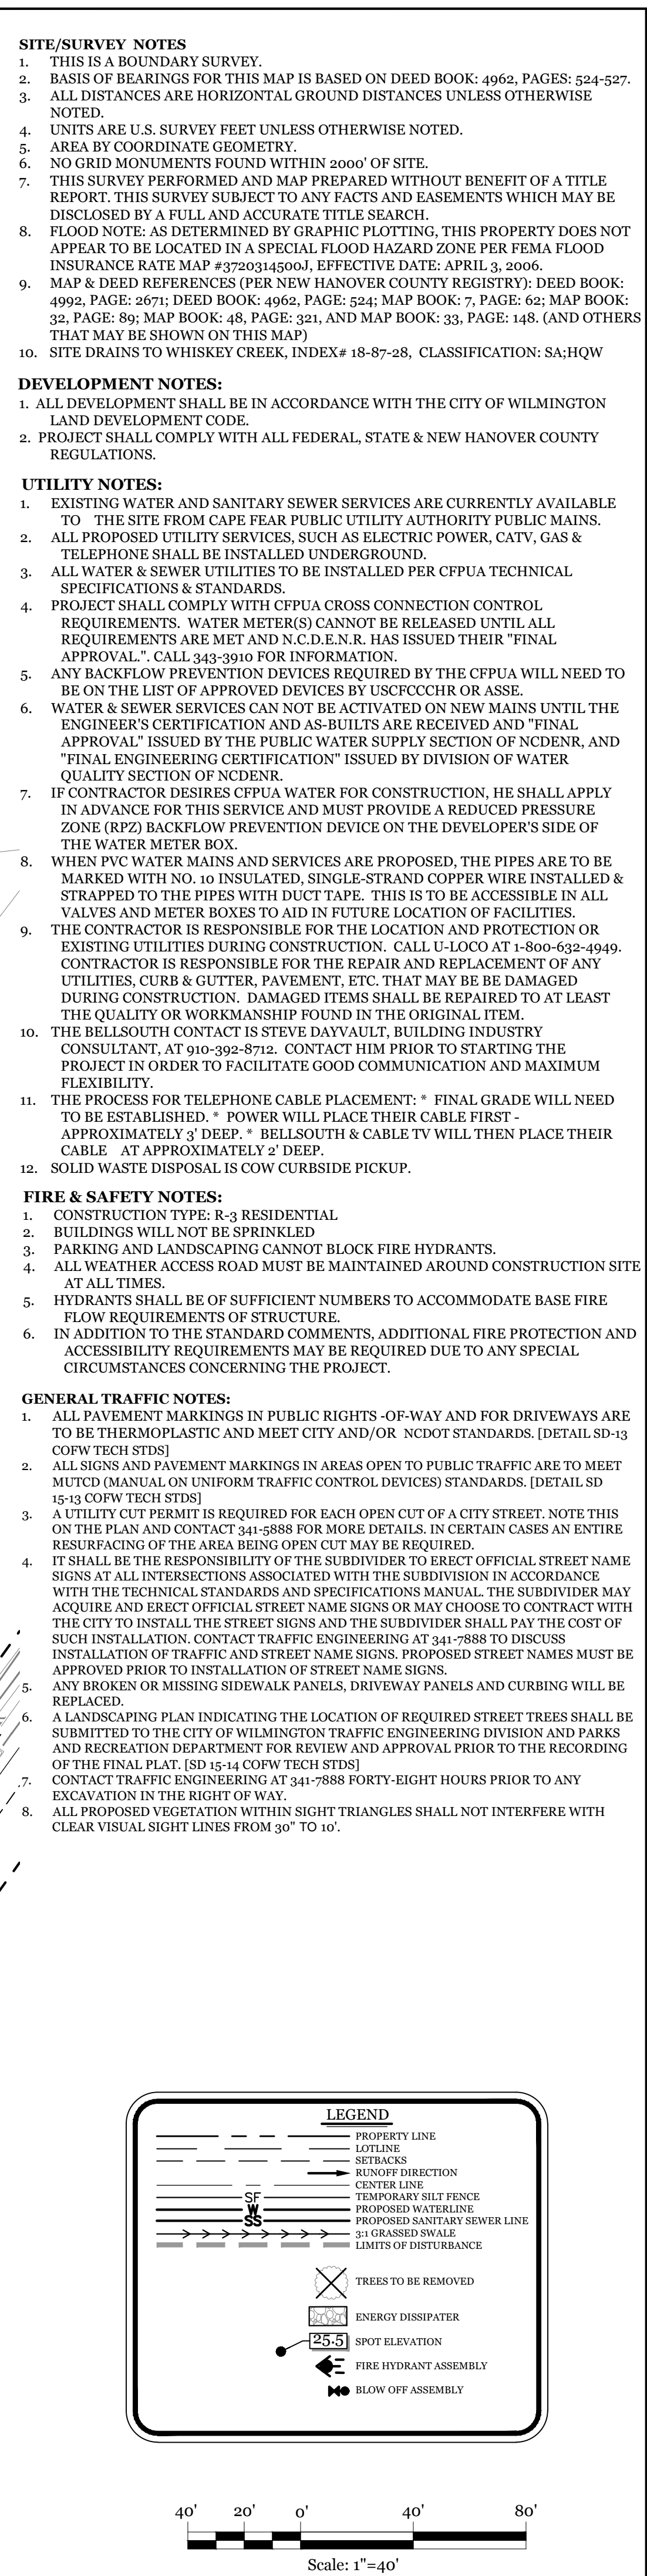 SITE/SURVEY NOTES
1. THIS IS A BOUNDARY SURVEY.
2. BASIS OF BEARINGS FOR THIS MAP IS BASED ON DEED BOOK: 4962, PAGES: 524-527.
3. ALL DISTANCES ARE HORIZONTAL GROUND DISTANCES UNLESS OTHERWISE
NOTED.
4. UNITS ARE U.S. SURVEY FEET UNLESS OTHERWISE NOTED.
5. AREA BY COORDINATE GEOMETRY.
6. NO GRID MONUMENTS FOUND WITHIN 2000' OF SITE.
7. THIS SURVEY PERFORMED AND MAP PREPARED WITHOUT BENEFIT OF A TITLE
REPORT. THIS SURVEY SUBJECT TO ANY FACTS AND EASEMENTS WHICH MAY BE
DISCLOSED BY A FULL AND ACCURATE TITLE SEARCH.
8. FLOOD NOTE: AS DETERMINED BY GRAPHIC PLOTTING, THIS PROPERTY DOES NOT
APPEAR TO BE LOCATED IN A SPECIAL FLOOD HAZARD ZONE PER FEMA FLOOD
INSURANCE RATE MAP #3720314500J, EFFECTIVE DATE: APRIL 3, 2006.
9. MAP & DEED REFERENCES (PER NEW HANOVER COUNTY REGISTRY): DEED BOOK:
4992, PAGE: 2671; DEED BOOK: 4962, PAGE: 524; MAP BOOK: 7, PAGE: 62; MAP BOOK:
32, PAGE: 89; MAP BOOK: 48, PAGE: 321, AND MAP BOOK: 33, PAGE: 148. (AND OTHERS
THAT MAY BE SHOWN ON THIS MAP)
10. SITE DRAINS TO WHISKEY CREEK, INDEX# 18-87-28, CLASSIFICATION: SA;HQW
DEVELOPMENT NOTES:
1. ALL DEVELOPMENT SHALL BE IN ACCORDANCE WITH THE CITY OF WILMINGTON
LAND DEVELOPMENT CODE.
2. PROJECT SHALL COMPLY WITH ALL FEDERAL, STATE & NEW HANOVER COUNTY
REGULATIONS.
UTILITY NOTES:
1. EXISTING WATER AND SANITARY SEWER SERVICES ARE CURRENTLY AVAILABLE
TO THE SITE FROM CAPE FEAR PUBLIC UTILITY AUTHORITY PUBLIC MAINS.
2. ALL PROPOSED UTILITY SERVICES, SUCH AS ELECTRIC POWER, CATV, GAS &
TELEPHONE SHALL BE INSTALLED UNDERGROUND.
3. ALL WATER & SEWER UTILITIES TO BE INSTALLED PER CFPUA TECHNICAL
SPECIFICATIONS & STANDARDS.
4. PROJECT SHALL COMPLY WITH CFPUA CROSS CONNECTION CONTROL
REQUIREMENTS. WATER METER(S) CANNOT BE RELEASED UNTIL ALL
REQUIREMENTS ARE MET AND N.C.D.E.N.R. HAS ISSUED THEIR "FINAL
APPROVAL.". CALL 343-3910 FOR INFORMATION.
5. ANY BACKFLOW PREVENTION DEVICES REQUIRED BY THE CFPUA WILL NEED TO
BE ON THE LIST OF APPROVED DEVICES BY USCFCCCHR OR ASSE.
6. WATER & SEWER SERVICES CAN NOT BE ACTIVATED ON NEW MAINS UNTIL THE
ENGINEER'S CERTIFICATION AND AS-BUILTS ARE RECEIVED AND "FINAL
APPROVAL" ISSUED BY THE PUBLIC WATER SUPPLY SECTION OF NCDENR, AND
"FINAL ENGINEERING CERTIFICATION" ISSUED BY DIVISION OF WATER
QUALITY SECTION OF NCDENR.
7. IF CONTRACTOR DESIRES CFPUA WATER FOR CONSTRUCTION, HE SHALL APPLY
IN ADVANCE FOR THIS SERVICE AND MUST PROVIDE A REDUCED PRESSURE
ZONE (RPZ) BACKFLOW PREVENTION DEVICE ON THE DEVELOPER'S SIDE OF
THE WATER METER BOX.
8. WHEN PVC WATER MAINS AND SERVICES ARE PROPOSED, THE PIPES ARE TO BE
MARKED WITH NO. 10 INSULATED, SINGLE-STRAND COPPER WIRE INSTALLED &
STRAPPED TO THE PIPES WITH DUCT TAPE. THIS IS TO BE ACCESSIBLE IN ALL
VALVES AND METER BOXES TO AID IN FUTURE LOCATION OF FACILITIES.
9. THE CONTRACTOR IS RESPONSIBLE FOR THE LOCATION AND PROTECTION OR
EXISTING UTILITIES DURING CONSTRUCTION. CALL U-LOCO AT 1-800-632-4949.
CONTRACTOR IS RESPONSIBLE FOR THE REPAIR AND REPLACEMENT OF ANY
UTILITIES, CURB & GUTTER, PAVEMENT, ETC. THAT MAY BE BE DAMAGED
DURING CONSTRUCTION. DAMAGED ITEMS SHALL BE REPAIRED TO AT LEAST
THE QUALITY OR WORKMANSHIP FOUND IN THE ORIGINAL ITEM.
10. THE BELLSOUTH CONTACT IS STEVE DAYVAULT, BUILDING INDUSTRY
CONSULTANT, AT 910-392-8712. CONTACT HIM PRIOR TO STARTING THE
PROJECT IN ORDER TO FACILITATE GOOD COMMUNICATION AND MAXIMUM
FLEXIBILITY.
11. THE PROCESS FOR TELEPHONE CABLE PLACEMENT: * FINAL GRADE WILL NEED
TO BE ESTABLISHED. * POWER WILL PLACE THEIR CABLE FIRST -
APPROXIMATELY 3' DEEP. * BELLSOUTH & CABLE TV WILL THEN PLACE THEIR
CABLE AT APPROXIMATELY 2' DEEP.
12. SOLID WASTE DISPOSAL IS COW CURBSIDE PICKUP.
FIRE & SAFETY NOTES:
1. CONSTRUCTION TYPE: R-3 RESIDENTIAL
2. BUILDINGS WILL NOT BE SPRINKLED
3. PARKING AND LANDSCAPING CANNOT BLOCK FIRE HYDRANTS.
4. ALL WEATHER ACCESS ROAD MUST BE MAINTAINED AROUND CONSTRUCTION SITE
AT ALL TIMES.
5. HYDRANTS SHALL BE OF SUFFICIENT NUMBERS TO ACCOMMODATE BASE FIRE
FLOW REQUIREMENTS OF STRUCTURE.
6. IN ADDITION TO THE STANDARD COMMENTS, ADDITIONAL FIRE PROTECTION AND
ACCESSIBILITY REQUIREMENTS MAY BE REQUIRED DUE TO ANY SPECIAL
CIRCUMSTANCES CONCERNING THE PROJECT.
GENERAL TRAFFIC NOTES:
1. ALL PAVEMENT MARKINGS IN PUBLIC RIGHTS -OF-WAY AND FOR DRIVEWAYS ARE
TO BE THERMOPLASTIC AND MEET CITY AND/OR NCDOT STANDARDS. [DETAIL SD-13
COFW TECH STDS]
2. ALL SIGNS AND PAVEMENT MARKINGS IN AREAS OPEN TO PUBLIC TRAFFIC ARE TO MEET
MUTCD (MANUAL ON UNIFORM TRAFFIC CONTROL DEVICES) STANDARDS. [DETAIL SD
15-13 COFW TECH STDS]
3. A UTILITY CUT PERMIT IS REQUIRED FOR EACH OPEN CUT OF A CITY STREET. NOTE THIS
ON THE PLAN AND CONTACT 341-5888 FOR MORE DETAILS. IN CERTAIN CASES AN ENTIRE
RESURFACING OF THE AREA BEING OPEN CUT MAY BE REQUIRED.
4. IT SHALL BE THE RESPONSIBILITY OF THE SUBDIVIDER TO ERECT OFFICIAL STREET NAME
SIGNS AT ALL INTERSECTIONS ASSOCIATED WITH THE SUBDIVISION IN ACCORDANCE
WITH THE TECHNICAL STANDARDS AND SPECIFICATIONS MANUAL. THE SUBDIVIDER MAY
ACQUIRE AND ERECT OFFICIAL STREET NAME SIGNS OR MAY CHOOSE TO CONTRACT WITH
THE CITY TO INSTALL THE STREET SIGNS AND THE SUBDIVIDER SHALL PAY THE COST OF
SUCH INSTALLATION. CONTACT TRAFFIC ENGINEERING AT 341-7888 TO DISCUSS
INSTALLATION OF TRAFFIC AND STREET NAME SIGNS. PROPOSED STREET NAMES MUST BE
APPROVED PRIOR TO INSTALLATION OF STREET NAME SIGNS.
5. ANY BROKEN OR MISSING SIDEWALK PANELS, DRIVEWAY PANELS AND CURBING WILL BE
REPLACED.
6. A LANDSCAPING PLAN INDICATING THE LOCATION OF REQUIRED STREET TREES SHALL BE
SUBMITTED TO THE CITY OF WILMINGTON TRAFFIC ENGINEERING DIVISION AND PARKS
AND RECREATION DEPARTMENT FOR REVIEW AND APPROVAL PRIOR TO THE RECORDING
OF THE FINAL PLAT. [SD 15-14 COFW TECH STDS]
7. CONTACT TRAFFIC ENGINEERING AT 341-7888 FORTY-EIGHT HOURS PRIOR TO ANY
EXCAVATION IN THE RIGHT OF WAY.
8. ALL PROPOSED VEGETATION WITHIN SIGHT TRIANGLES SHALL NOT INTERFERE WITH
CLEAR VISUAL SIGHT LINES FROM 30" TO 10'.
LEGEND
PROPERTY LINE
LOTLINE
SETBACKS
RUNOFF DIRECTION
CENTER LINE
SF TEMPORARY SILT FENCE
W PROPOSED WATERLINE
SS PROPOSED SANITARY SEWER LINE
3:1 GRASSED SWALE
LIMITS OF DISTURBANCE
TREES TO BE REMOVED
ENERGY DISSIPATER
25.5 SPOT ELEVATION
FIRE HYDRANT ASSEMBLY
BLOW OFF ASSEMBLY
40' 20' 0' 40' 80'
Scale: 1"=40'